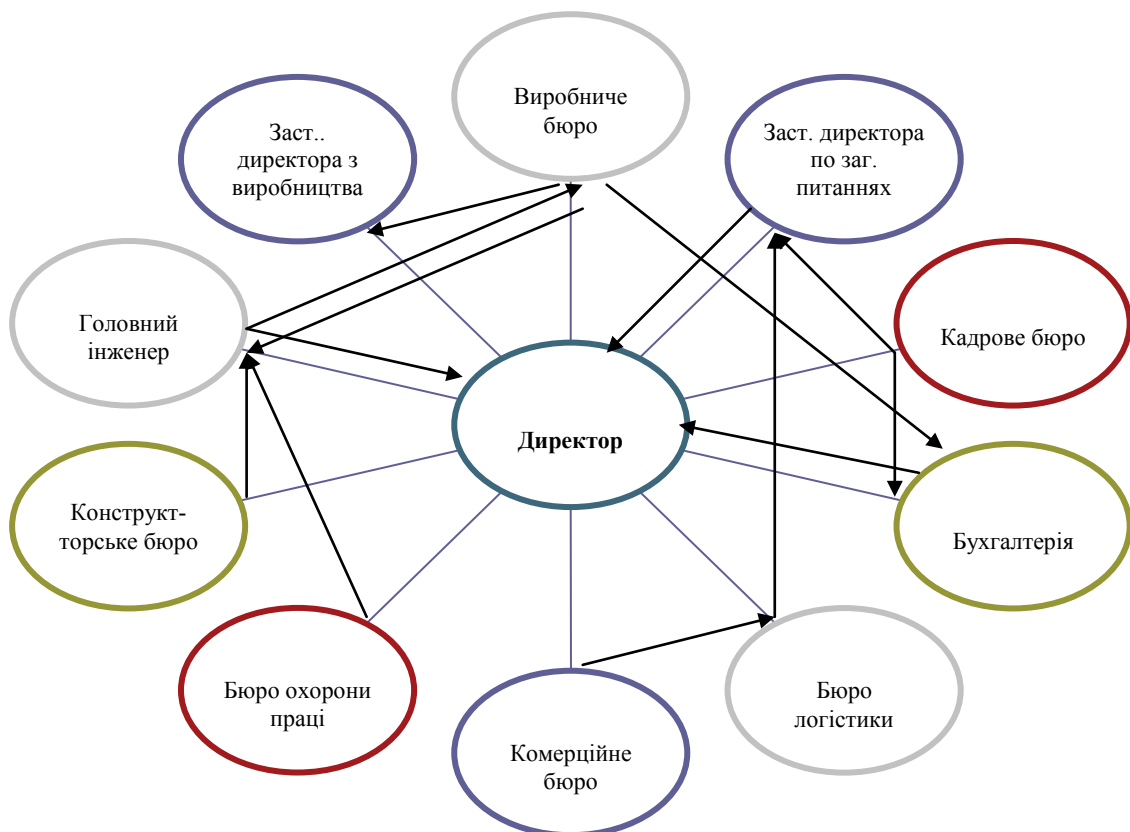 Виробниче
бюро
Заст..
директора з
виробництва
Заст. директора
по заг.
питаннях
Головний
інженер
Кадрове бюро
Директор
Конструкт-
торське бюро
Бухгалтерія
Бюро охорони
праці
Комерційне
бюро
Бюро
логістики